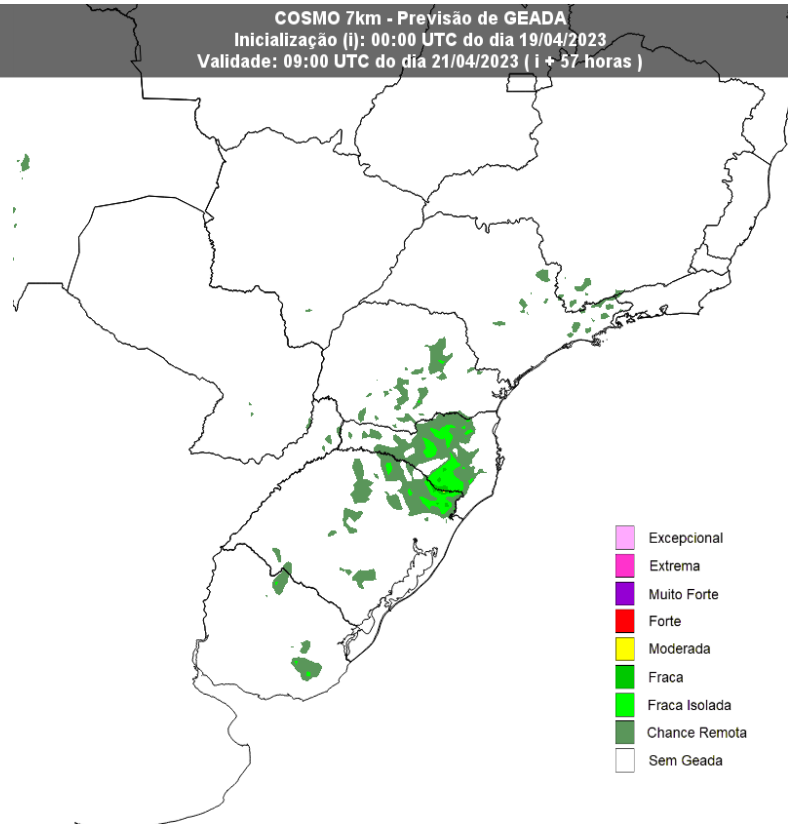 COSMO 7km - Previsão de GEADA
Inicialização (i): 00:00 UTC do dia 19/04/2023
Validade: 09:00 UTC do dia 21/04/2023 ( i + 57 horas )
Excepcional
Extrema
Muito Forte
Forte
Moderada
Fraca
Fraca Isolada
Chance Remota
Sem Geada